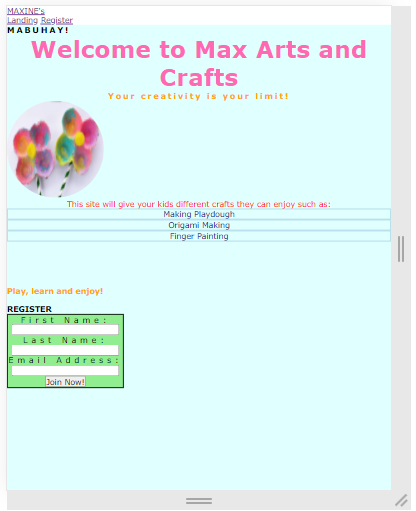 MAXINE's
Landing Register
MABUHAY!
Welcome to Max Arts and
Crafts
Your creativity is your limit!
This site will give your kids different crafts they can enjoy such as:
Making Playdough
Origami Making
Finger Painting
Play, learn and enjoy!
REGISTER
First Name:
Last Name:
Email Address:
Join Now!